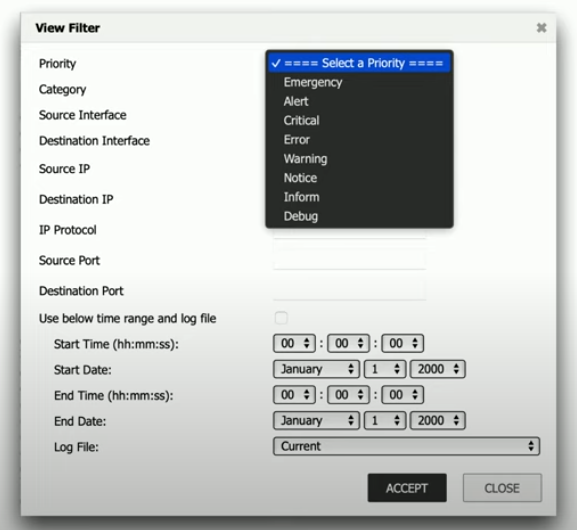 View Filter ✖
Priority ✓ ==== Select a Priority ====
Emergency
Category
Alert
Source Interface
Critical
Destination Interface Error
Warning
Source IP
Notice
Destination IP Inform
Debug
IP Protocol
Source Port
Destination Port
Use below time range and log file
Start Time (hh:mm:ss): 00 : 00 : 00
Start Date: January 1 2000
End Time (hh:mm:ss): 00 : 00 : 00
End Date: January 1 2000
Log File: Current
ACCEPT CLOSE